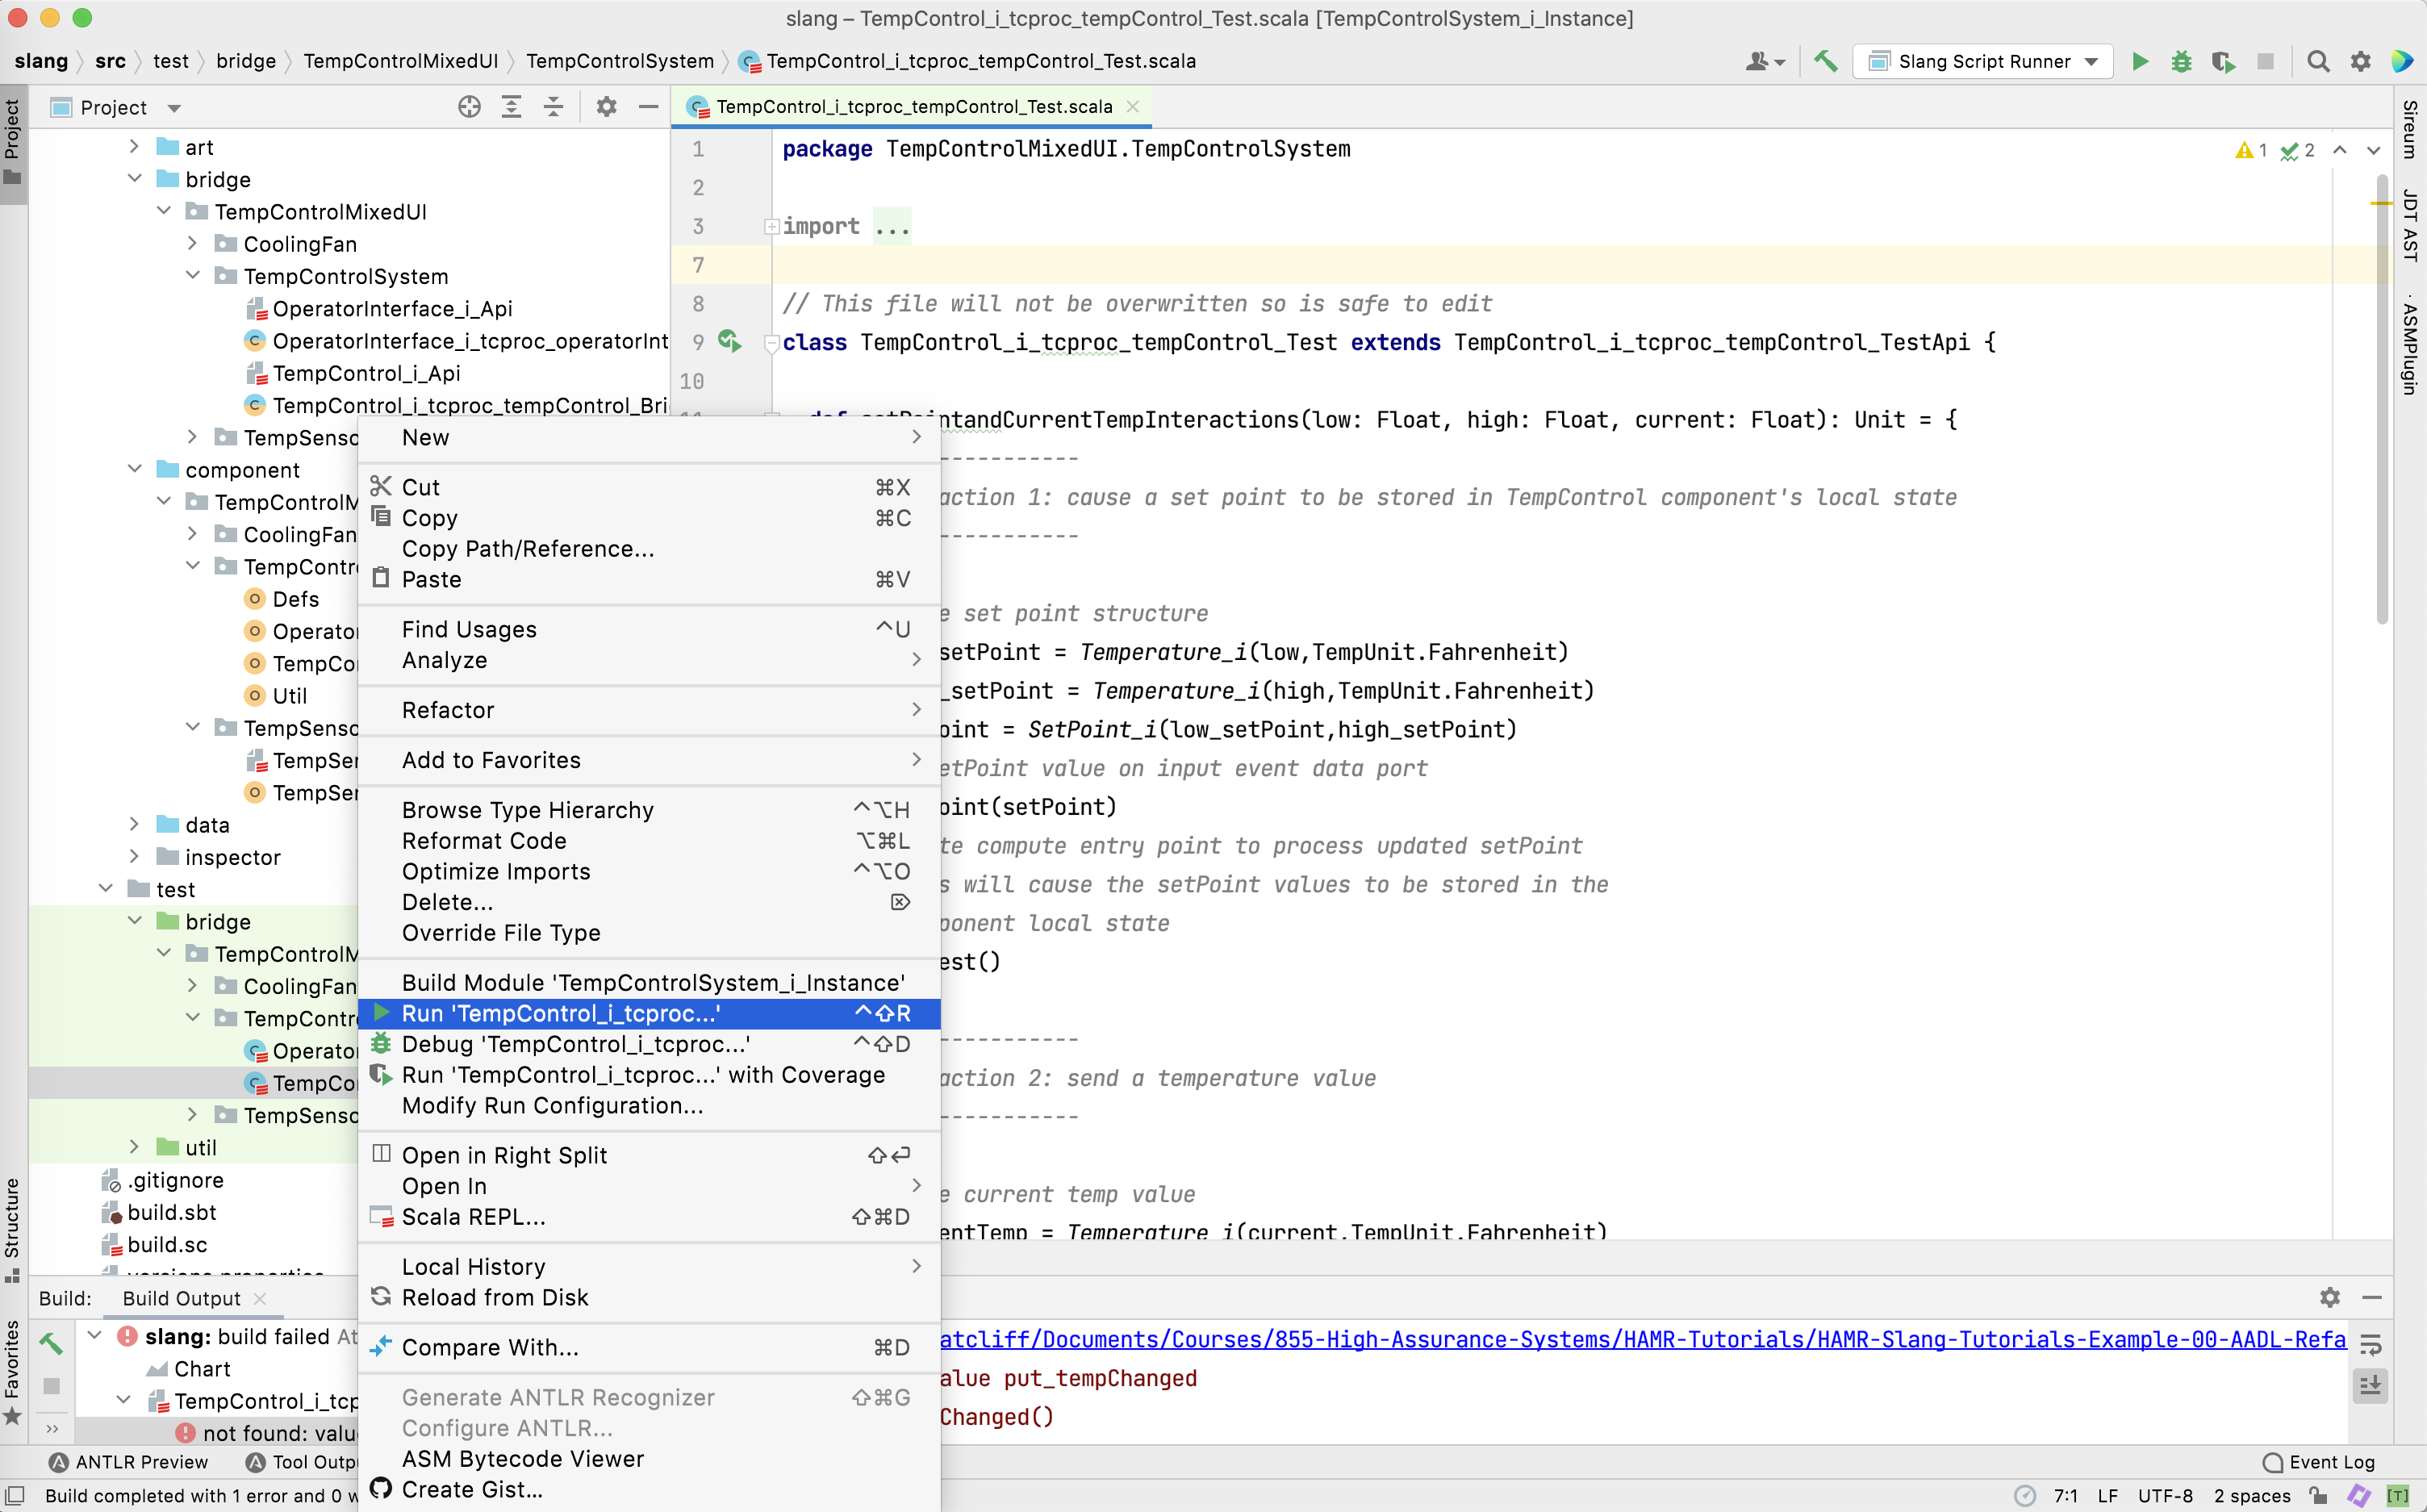 slang – TempControl_i_tcproc_tempControl_Test.scala [TempControlSystem_i_Instance]
slang src test bridge TempControlMixedUI TempControlSystem TempControl_i_tcproc_tempControl_Test.scala
Slang Script Runner
Project
Project
TempControl_i_tcproc_tempControl_Test.scala
art
bridge
TempControlMixedUI
CoolingFan
TempControlSystem
OperatorInterface_i_Api
OperatorInterface_i_tcproc_operatorInt
TempControl_i_Api
TempControl_i_tcproc_tempControl_Bri
TempSenso
component
TempControlM
CoolingFan
TempContr
Defs
Operator
TempCo
Util
TempSenso
TempSer
TempSer
data
inspector
test
bridge
TempControlM
CoolingFan
TempContr
Operator
TempCo
TempSenso
util
.gitignore
build.sbt
build.sc
1 package TempControlMixedUI.TempControlSystem
1 2
2
3 import ...
7
8 // This file will not be overwritten so is safe to edit
9 class TempControl_i_tcproc_tempControl_Test extends TempControl_i_tcproc_tempControl_TestApi {
10
ntandCurrentTempInteractions(low: Float, high: Float, current: Float): Unit = {
-----------
action 1: cause a set point to be stored in TempControl component's local state
-----------
e set point structure
setPoint = Temperature_i(low,TempUnit.Fahrenheit)
_setPoint = Temperature_i(high,TempUnit.Fahrenheit)
oint = SetPoint_i(low_setPoint,high_setPoint)
etPoint value on input event data port
oint(setPoint)
te compute entry point to process updated setPoint
s will cause the setPoint values to be stored in the
ponent local state
est()
-----------
action 2: send a temperature value
-----------
e current temp value
entTemp = Temperature_i(current,TempUnit.Fahrenheit)
New
Cut ⌘X
Copy ⌘C
Copy Path/Reference...
Paste ⌘V
Find Usages ^U
Analyze
Refactor
Add to Favorites
Browse Type Hierarchy ^⌥H
Reformat Code ⌥⌘L
Optimize Imports ^⌥O
Delete... ⌦
Override File Type
Build Module 'TempControlSystem_i_Instance'
Run 'TempControl_i_tcproc...' ^⇧R
Debug 'TempControl_i_tcproc...' ^⇧D
Run 'TempControl_i_tcproc...' with Coverage
Modify Run Configuration...
Open in Right Split ⇧↩
Open In
Scala REPL... ⇧⌘D
Local History
Reload from Disk
Compare With... ⌘D
Generate ANTLR Recognizer ⇧⌘G
Configure ANTLR...
ASM Bytecode Viewer
Create Gist...
Sireum
JDT AST
ASMPlugin
Structure
Favorites
Build: Build Output
slang: build failed At
Chart
TempControl_i_tcp
not found: valu
atcliff/Documents/Courses/855-High-Assurance-Systems/HAMR-Tutorials/HAMR-Slang-Tutorials-Example-00-AADL-Refa
alue put_tempChanged
Changed()
ANTLR Preview Tool Outp
Event Log
Build completed with 1 error and 0 w
7:1 LF UTF-8 2 spaces
[T]